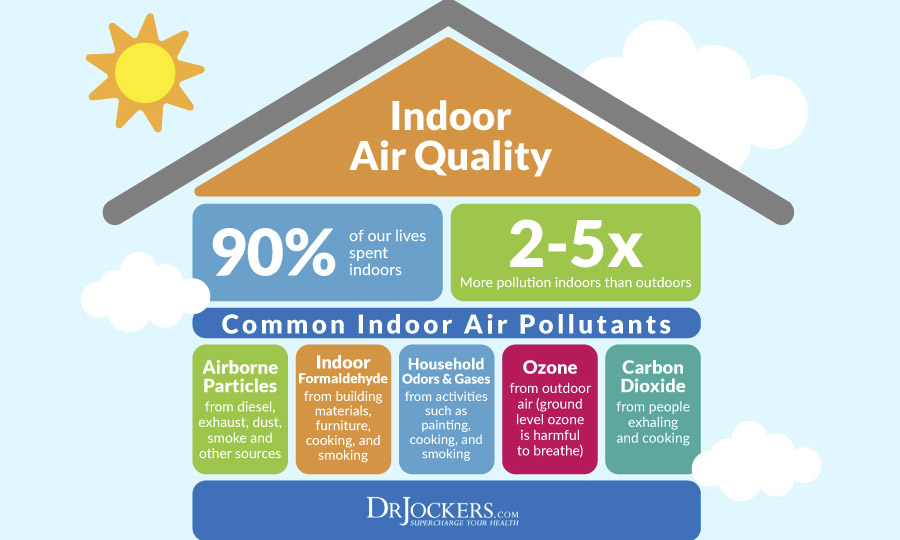 Indoor
Air Quality
90%
of our lives
spent
indoors
2-5x
More pollution indoors than outdoors
Common Indoor Air Pollutants
Airborne
Particles
from diesel,
exhaust, dust,
smoke and
other sources
Indoor
Formaldehyde
from building
materials,
furniture,
cooking, and
smoking
Household
Odors & Gases
from activities
such as
painting,
cooking, and
smoking
Ozone
from outdoor
air (ground
level ozone
is harmful
to breathe)
Carbon
Dioxide
from people
exhaling
and cooking
DRJOCKERS.COM
SUPERCHARGE YOUR HEALTH